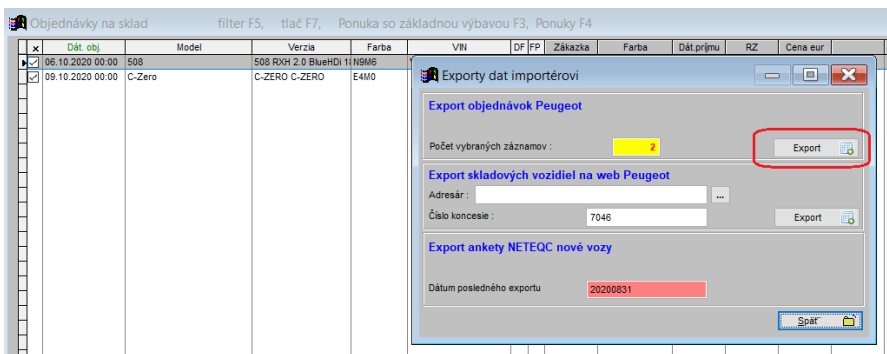 Objednávky na sklad filter F5, tlač F7, Ponuka so základnou výbavou F3, Ponuky F4
x Dát. obj. Model Verzia Farba VIN DF FP Zákazka Farba Dát.príjmu RZ Cena eur
06.10.2020 00:00 508 508 RXH 2.0 BlueHDi N9M6
09.10.2020 00:00 C-Zero C-ZERO C-ZERO E4M0
Exporty dat importérovi
Export objednávok Peugeot
Počet vybraných záznamov : 2 Export
Export skladových vozidiel na web Peugeot
Adresár : ...
Číslo koncesie : 7046 Export
Export ankety NETEQC nové vozy
Dátum posledného exportu 20200831
Späť